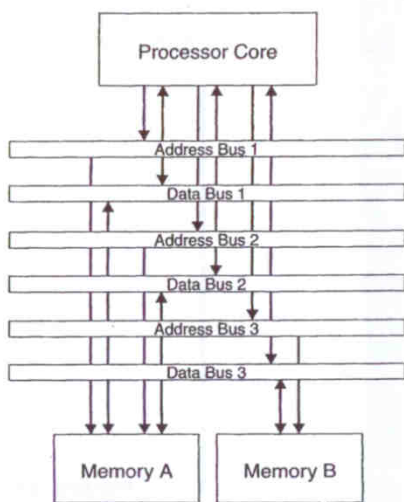 Processor Core
Address Bus 1
Data Bus 1
Address Bus 2
Data Bus 2
Address Bus 3
Data Bus 3
Memory A
Memory B